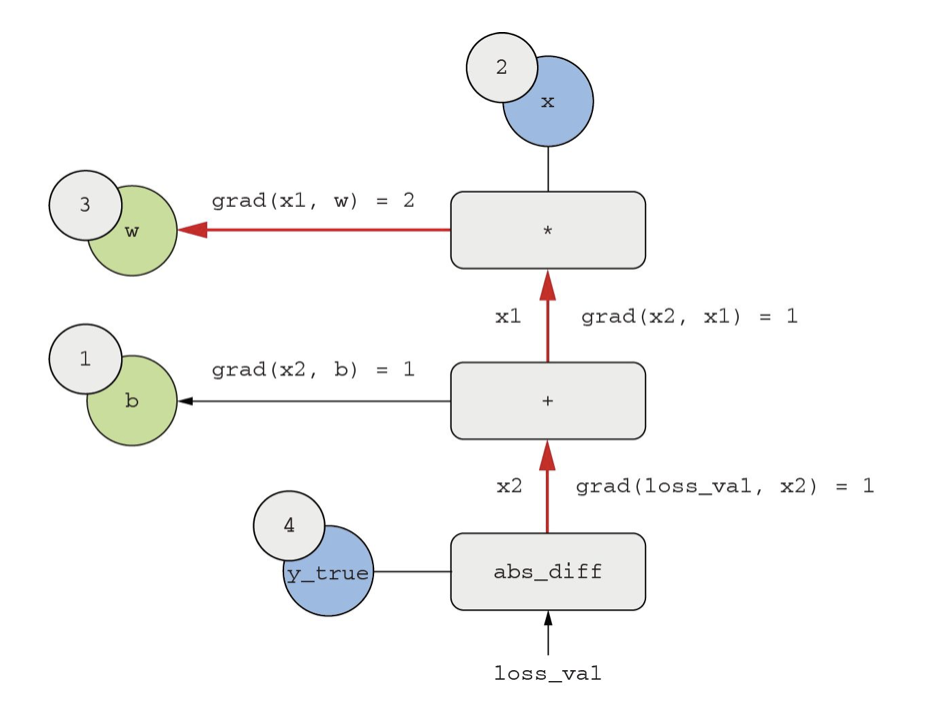 2
x
3
w
grad(x1, w) = 2
*
x1
grad(x2, x1) = 1
1
b
grad(x2, b) = 1
+
x2
grad(loss_val, x2) = 1
4
y_true
abs_diff
loss_val